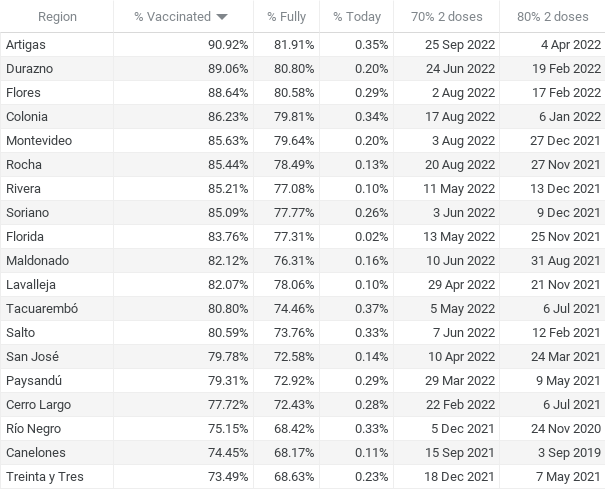 Region % Vaccinated % Fully % Today 70% 2 doses 80% 2 doses
Artigas 90.92% 81.91% 0.35% 25 Sep 2022 4 Apr 2022
Durazno 89.06% 80.80% 0.20% 24 Jun 2022 19 Feb 2022
Flores 88.64% 80.58% 0.29% 2 Aug 2022 17 Feb 2022
Colonia 86.23% 79.81% 0.34% 17 Aug 2022 6 Jan 2022
Montevideo 85.63% 79.64% 0.20% 3 Aug 2022 27 Dec 2021
Rocha 85.44% 78.49% 0.13% 20 Aug 2022 27 Nov 2021
Rivera 85.21% 77.08% 0.10% 11 May 2022 13 Dec 2021
Soriano 85.09% 77.77% 0.26% 3 Jun 2022 9 Dec 2021
Florida 83.76% 77.31% 0.02% 13 May 2022 25 Nov 2021
Maldonado 82.12% 76.31% 0.16% 10 Jun 2022 31 Aug 2021
Lavalleja 82.07% 78.06% 0.10% 29 Apr 2022 21 Nov 2021
Tacuarembó 80.80% 74.46% 0.37% 5 May 2022 6 Jul 2021
Salto 80.59% 73.76% 0.33% 7 Jun 2022 12 Feb 2021
San José 79.78% 72.58% 0.14% 10 Apr 2022 24 Mar 2021
Paysandú 79.31% 72.92% 0.29% 29 Mar 2022 9 May 2021
Cerro Largo 77.72% 72.43% 0.28% 22 Feb 2022 6 Jul 2021
Río Negro 75.15% 68.42% 0.33% 5 Dec 2021 24 Nov 2020
Canelones 74.45% 68.17% 0.11% 15 Sep 2021 3 Sep 2019
Treinta y Tres 73.49% 68.63% 0.23% 18 Dec 2021 7 May 2021